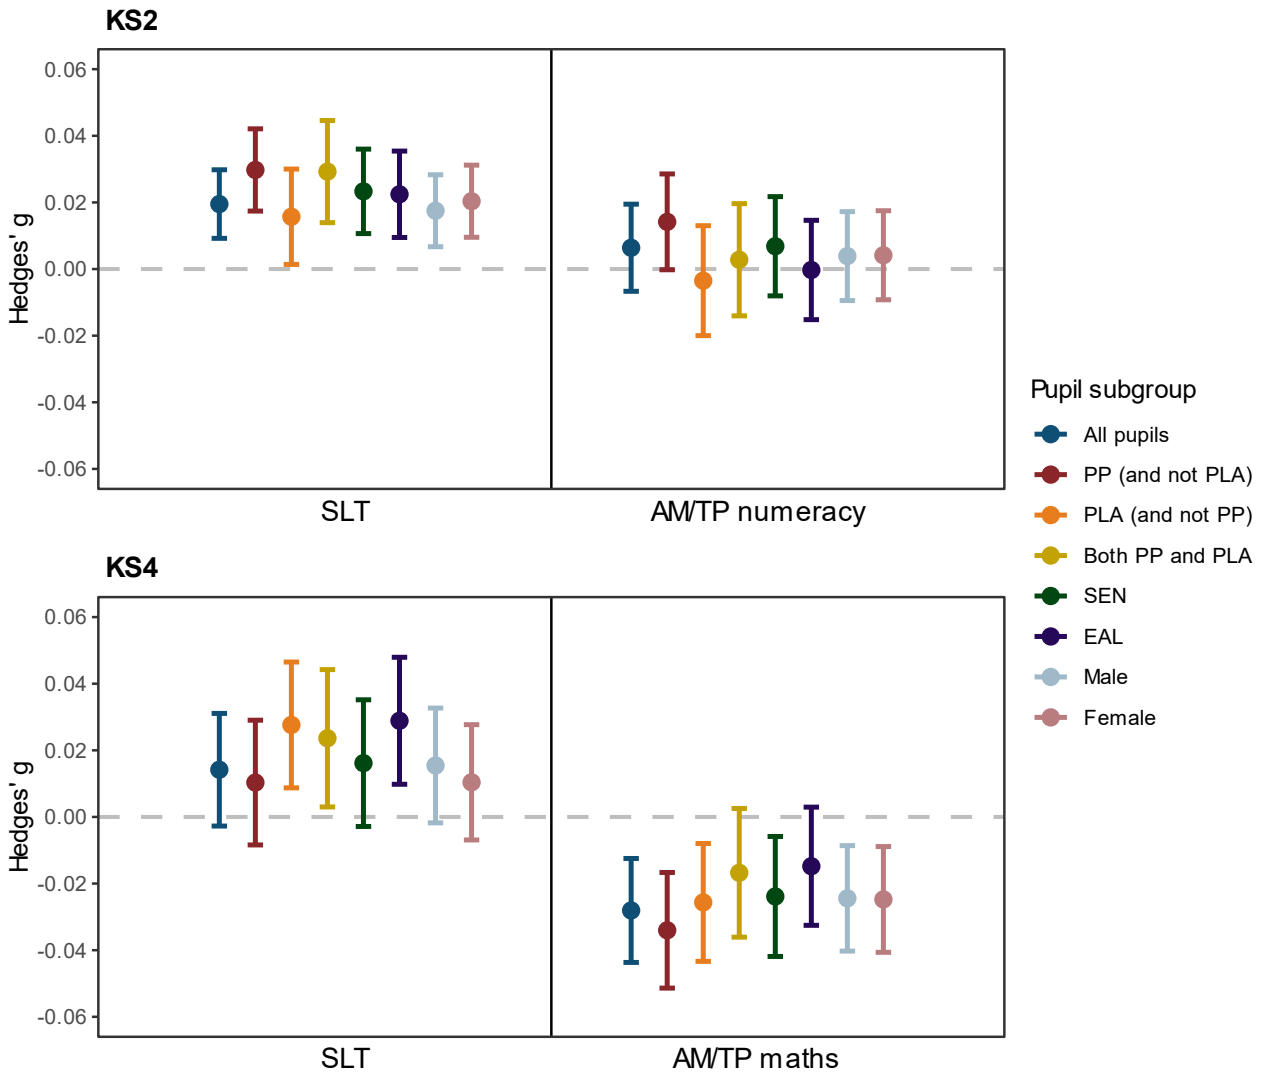 KS2
0.06
0.04
0.02
0.00
-0.02
-0.04
-0.06
Hedges' g
SLT
AM/TP numeracy
KS4
0.06
0.04
0.02
0.00
-0.02
-0.04
-0.06
Hedges' g
SLT
AM/TP maths
Pupil subgroup
All pupils
PP (and not PLA)
PLA (and not PP)
Both PP and PLA
SEN
EAL
Male
Female